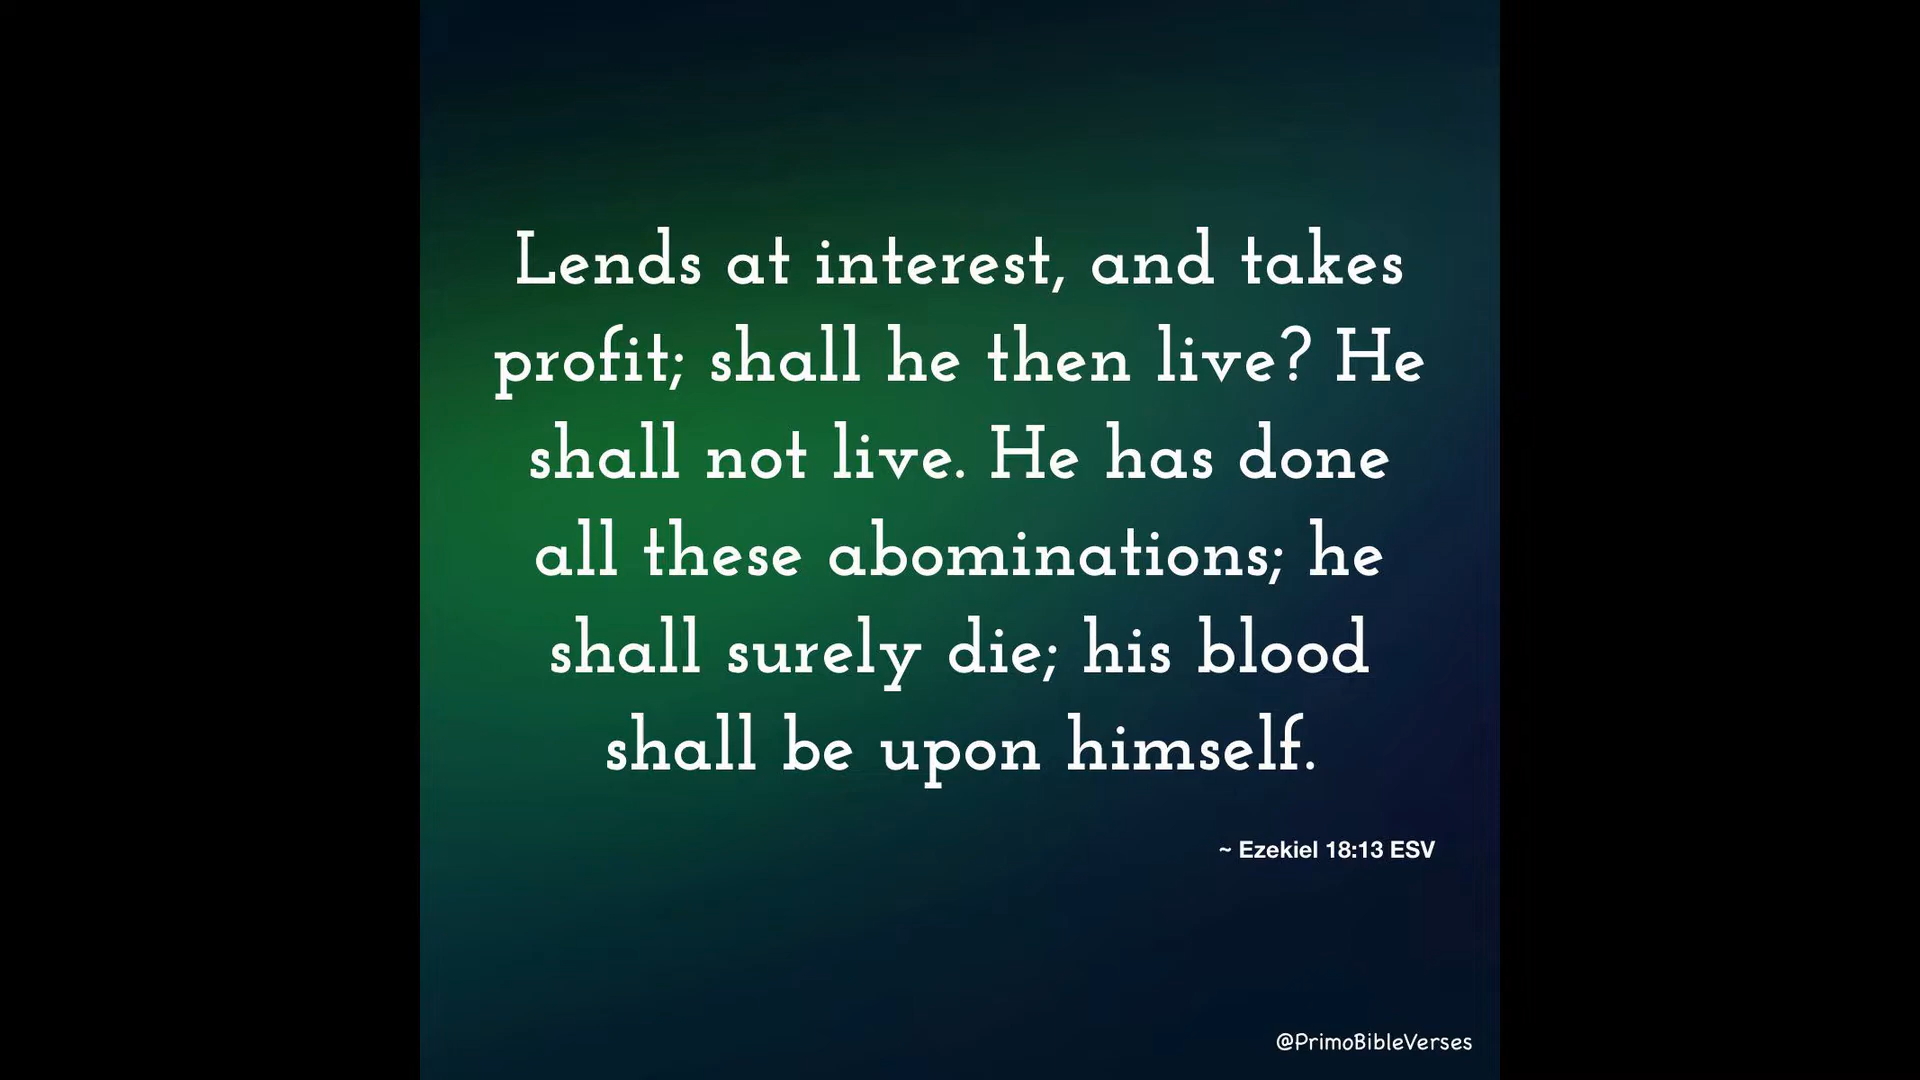 Lends at interest, and takes
profit; shall he then live? He
shall not live. He has done
all these abominations; he
shall surely die; his blood
shall be upon himself.
~ Ezekiel 18:13 ESV
@PrimoBibleVerses